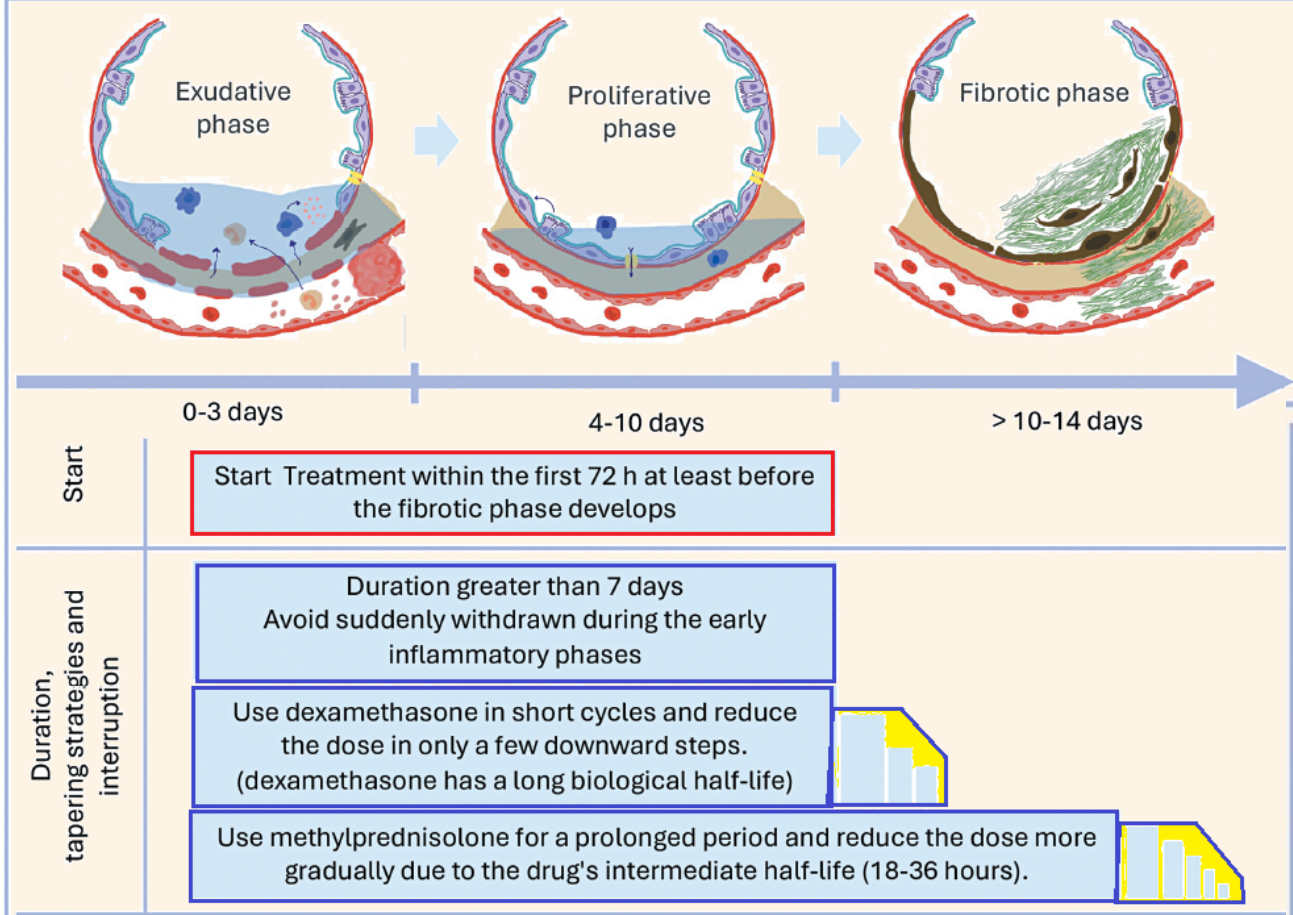 Exudative
phase
Proliferative
phase
Fibrotic phase
0-3 days
4-10 days
> 10-14 days
Start
Start  Treatment within the first 72 h at least before
the fibrotic phase develops
Duration,
tapering strategies and
interruption
Duration greater than 7 days
Avoid suddenly withdrawn during the early
inflammatory phases
Use dexamethasone in short cycles and reduce
the dose in only a few downward steps.
(dexamethasone has a long biological half-life)
Use methylprednisolone for a prolonged period and reduce the dose more
gradually due to the drug's intermediate half-life (18-36 hours).